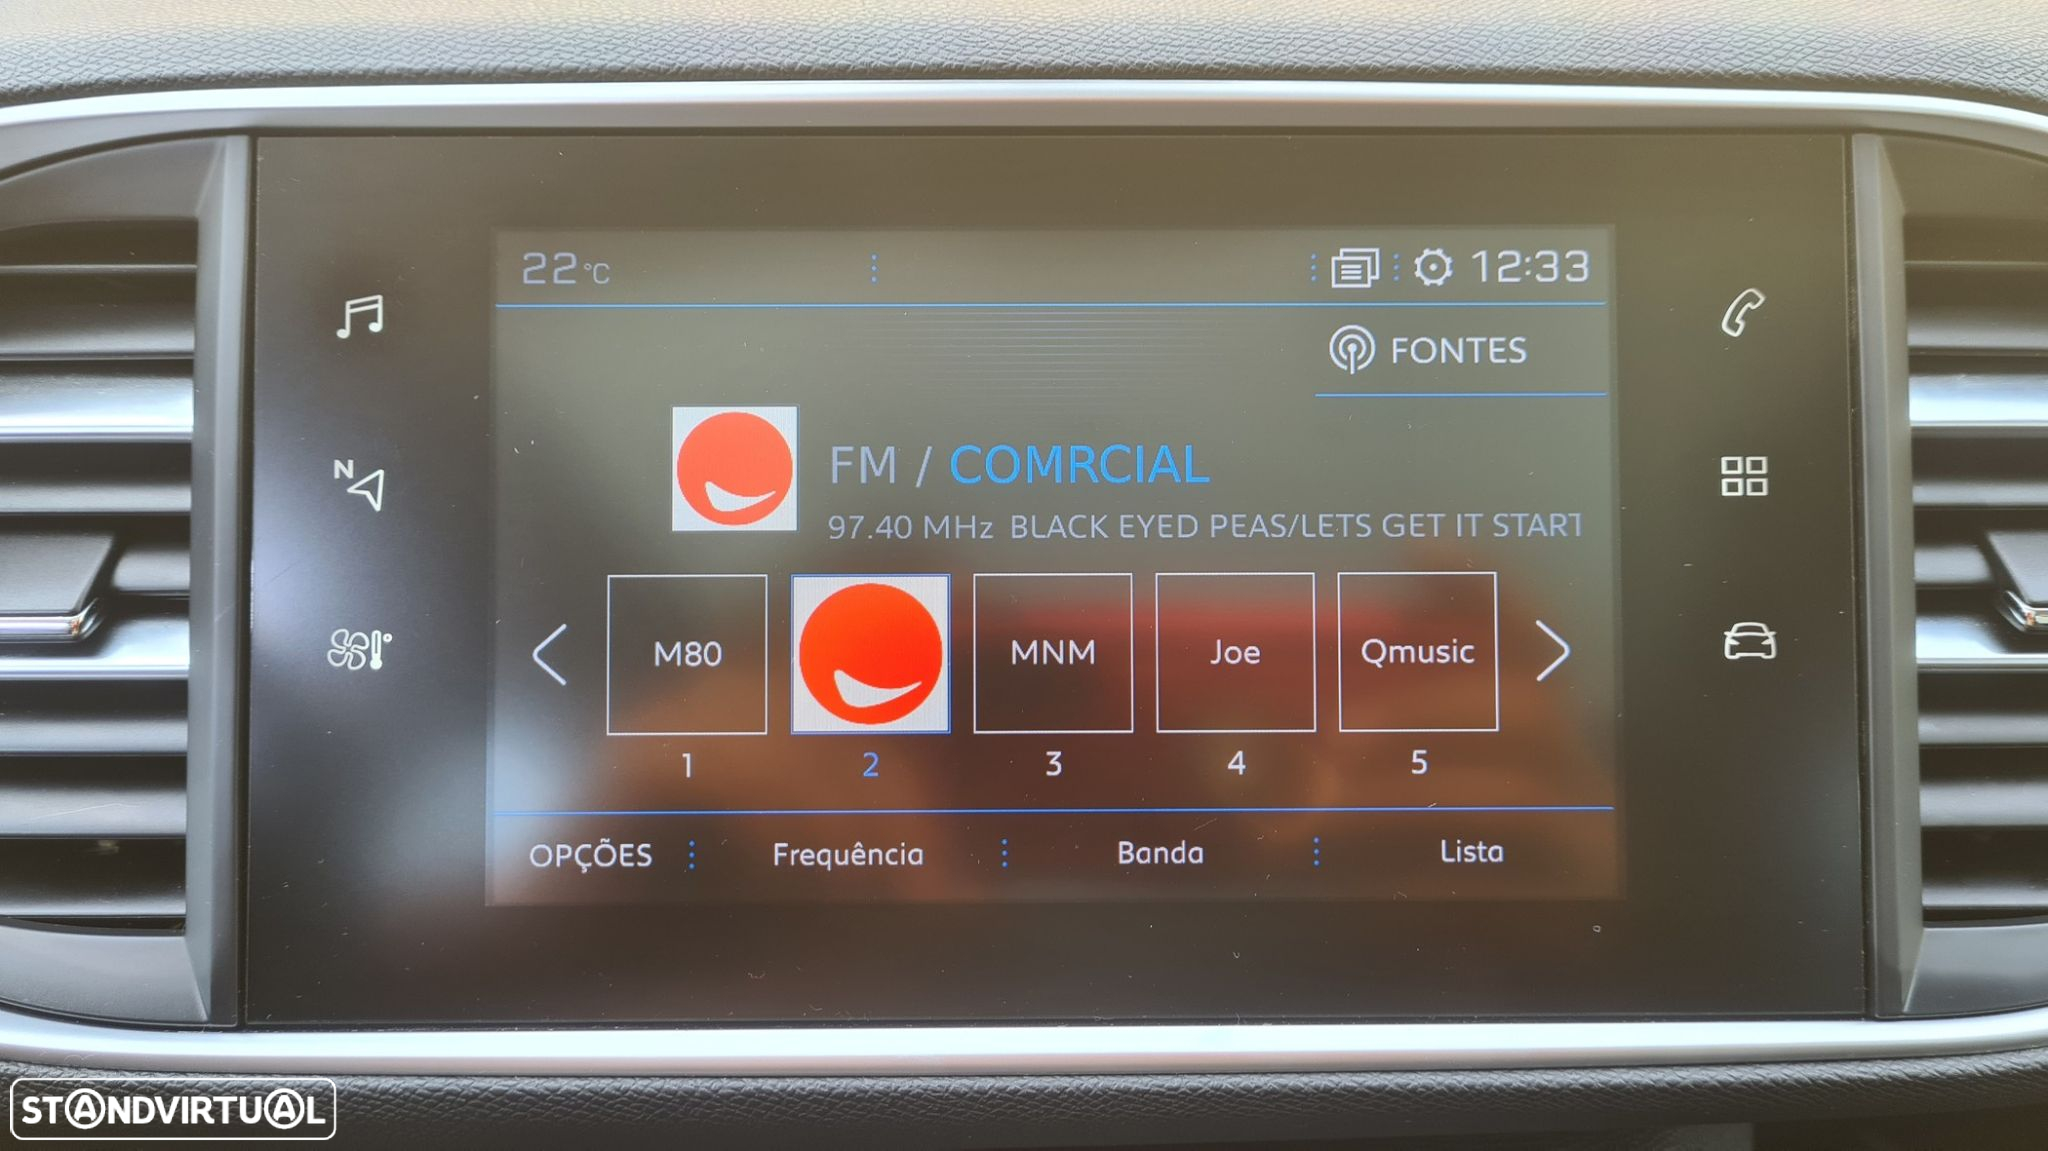 22°C
12:33
FONTES
N
FM / COMRCIAL
97.40 MHz BLACK EYED PEAS/LETS GET IT START
M80
MNM
Joe
Qmusic
1
2
3
4
5
OPÇÕES
Frequência
Banda
Lista
STANDVIRTUAL